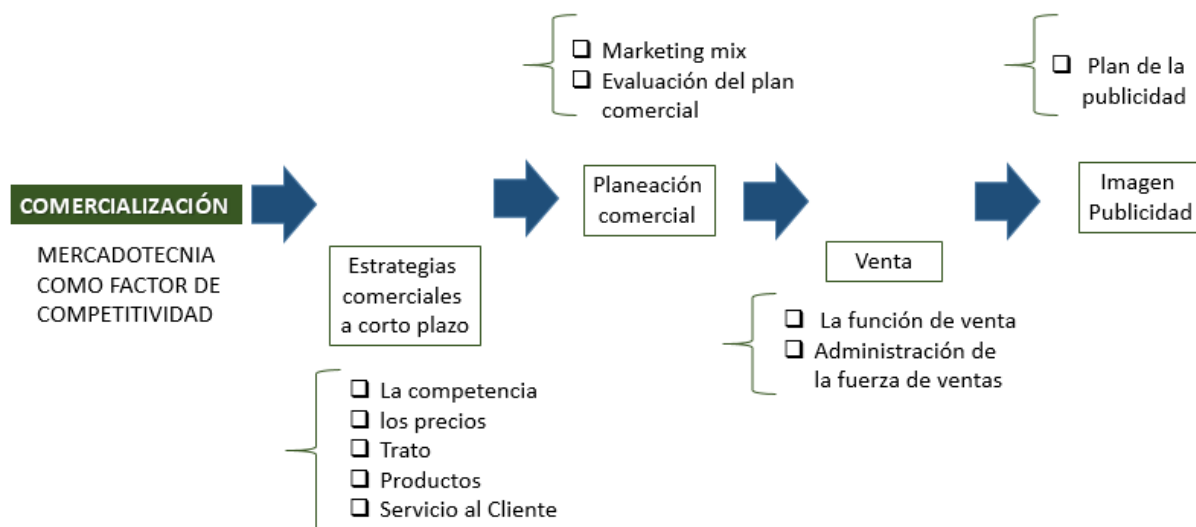 COMERCIALIZACIÓN
MERCADOTECNIA
COMO FACTOR DE
COMPETITIVIDAD
Estrategias
comerciales
a corto plazo
❑ La competencia
❑ los precios
❑ Trato
❑ Productos
❑ Servicio al Cliente
❑ Marketing mix
❑ Evaluación del plan
comercial
Planeación
comercial
Venta
❑ La función de venta
❑ Administración de
la fuerza de ventas
❑ Plan de la
publicidad
Imagen
Publicidad